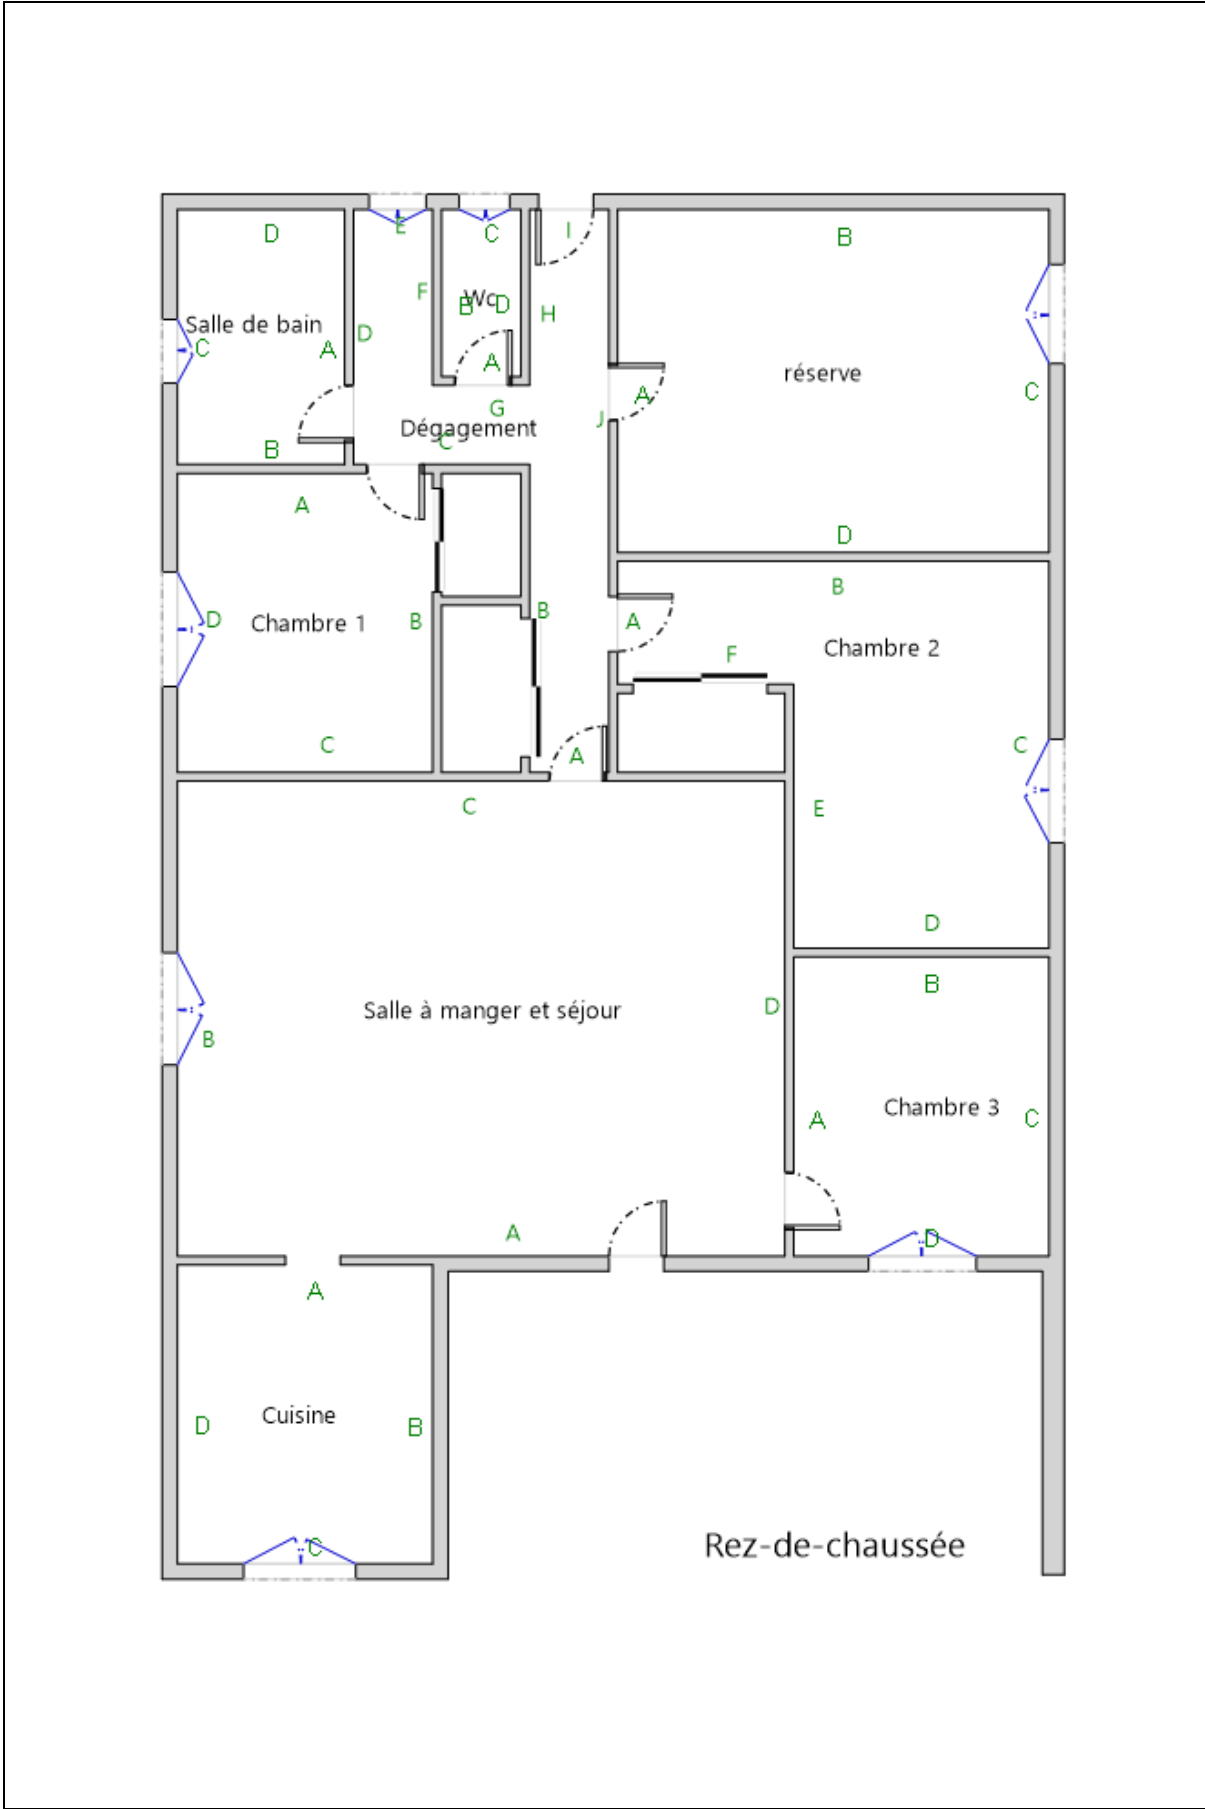 D
E
C
I
B
F
Wc
B
D
H
Salle de bain
D
C
A
A
réserve
A
C
G
J
Dégagement
C
B
A
D
B
D
Chambre 1
B
B
A
Chambre 2
F
C
A
C
C
E
D
B
Salle à manger et séjour
D
B
Chambre 3
A
C
A
D
A
Cuisine
D
B
C
Rez-de-chaussée